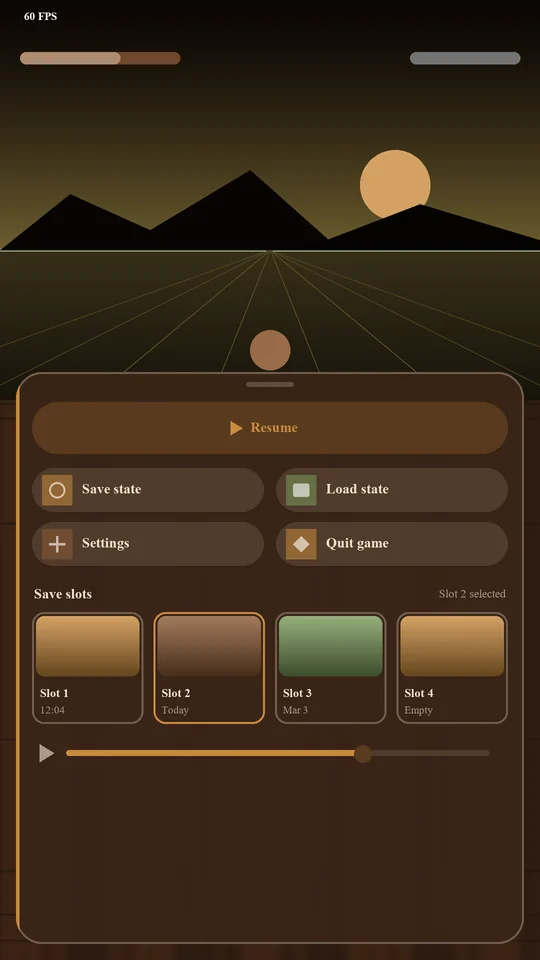 60 FPS
Resume
Save state
Load state
Settings
Quit game
Save slots
Slot 2 selected
Slot 1
12:04
Slot 2
Today
Slot 3
Mar 3
Slot 4
Empty